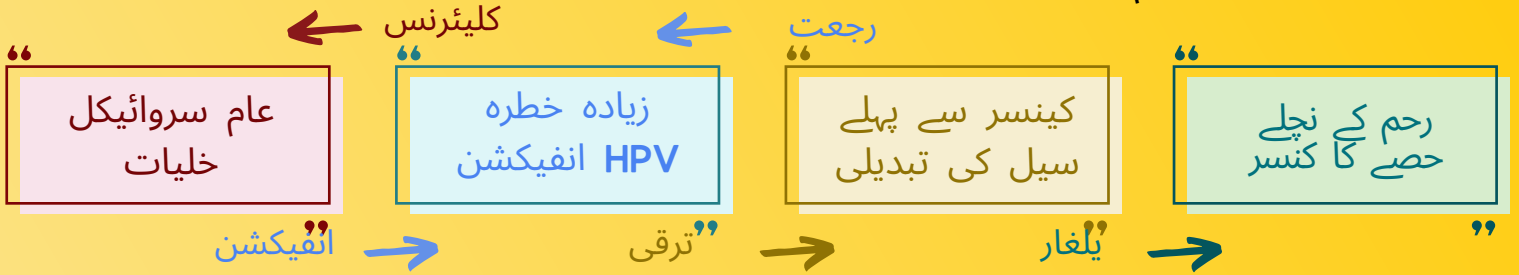 کلیئرنس
رجعت
عام سروائیکل
خلیات
زیادہ خطرہ
HPV انفیکشن
کینسر سے پہلے
سیل کی تبدیلی
رحم کے نچلے
حصے کا کنسر
انفیکشن
ترقی
یلغار